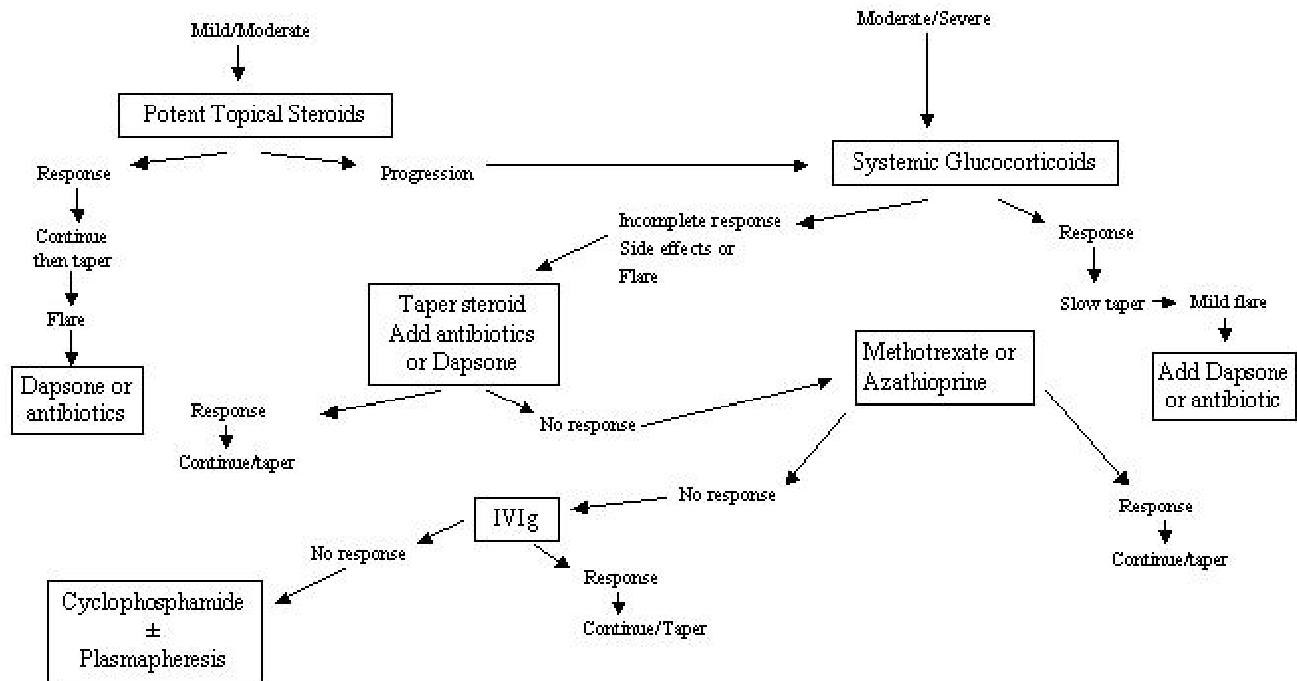 Mild/Moderate
Moderate/Severe
Potent Topical Steroids
Systemic Glucocorticoids
Response
Progression
Continue
then taper
Flare
Dapsone or
antibiotics
Incomplete response
Side effects or
Flare
Response
Slow taper
Mild flare
Add Dapsone
or antibiotic
Taper steroid
Add antibiotics
or Dapsone
Response
Continue/taper
No response
Methotrexate or
Azathioprine
No response
Response
Continue/taper
IVIg
No response
Response
Continue/Taper
Cyclophosphamide
±
Plasmapheresis